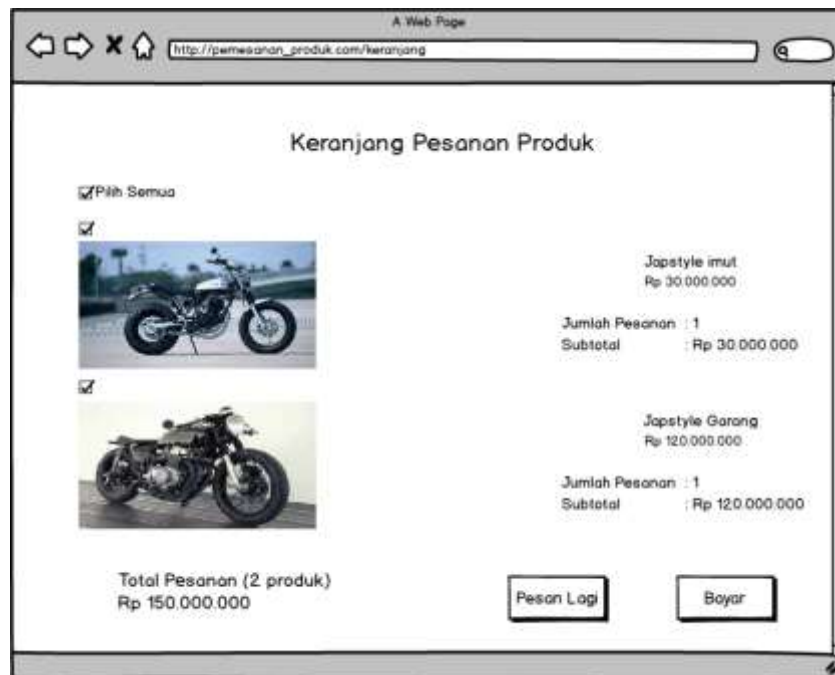 A Web Page
http://pemesanan_produk.com/keranjang
Keranjang Pesanan Produk
Pilih Semua
Japstyle imut
Rp 30.000.000
Jumlah Pesanan : 1
Subtotal : Rp 30.000.000
Japstyle Garang
Rp 120.000.000
Jumlah Pesanan : 1
Subtotal : Rp 120.000.000
Total Pesanan (2 produk)
Rp 150.000.000
Pesan Lagi
Bayar